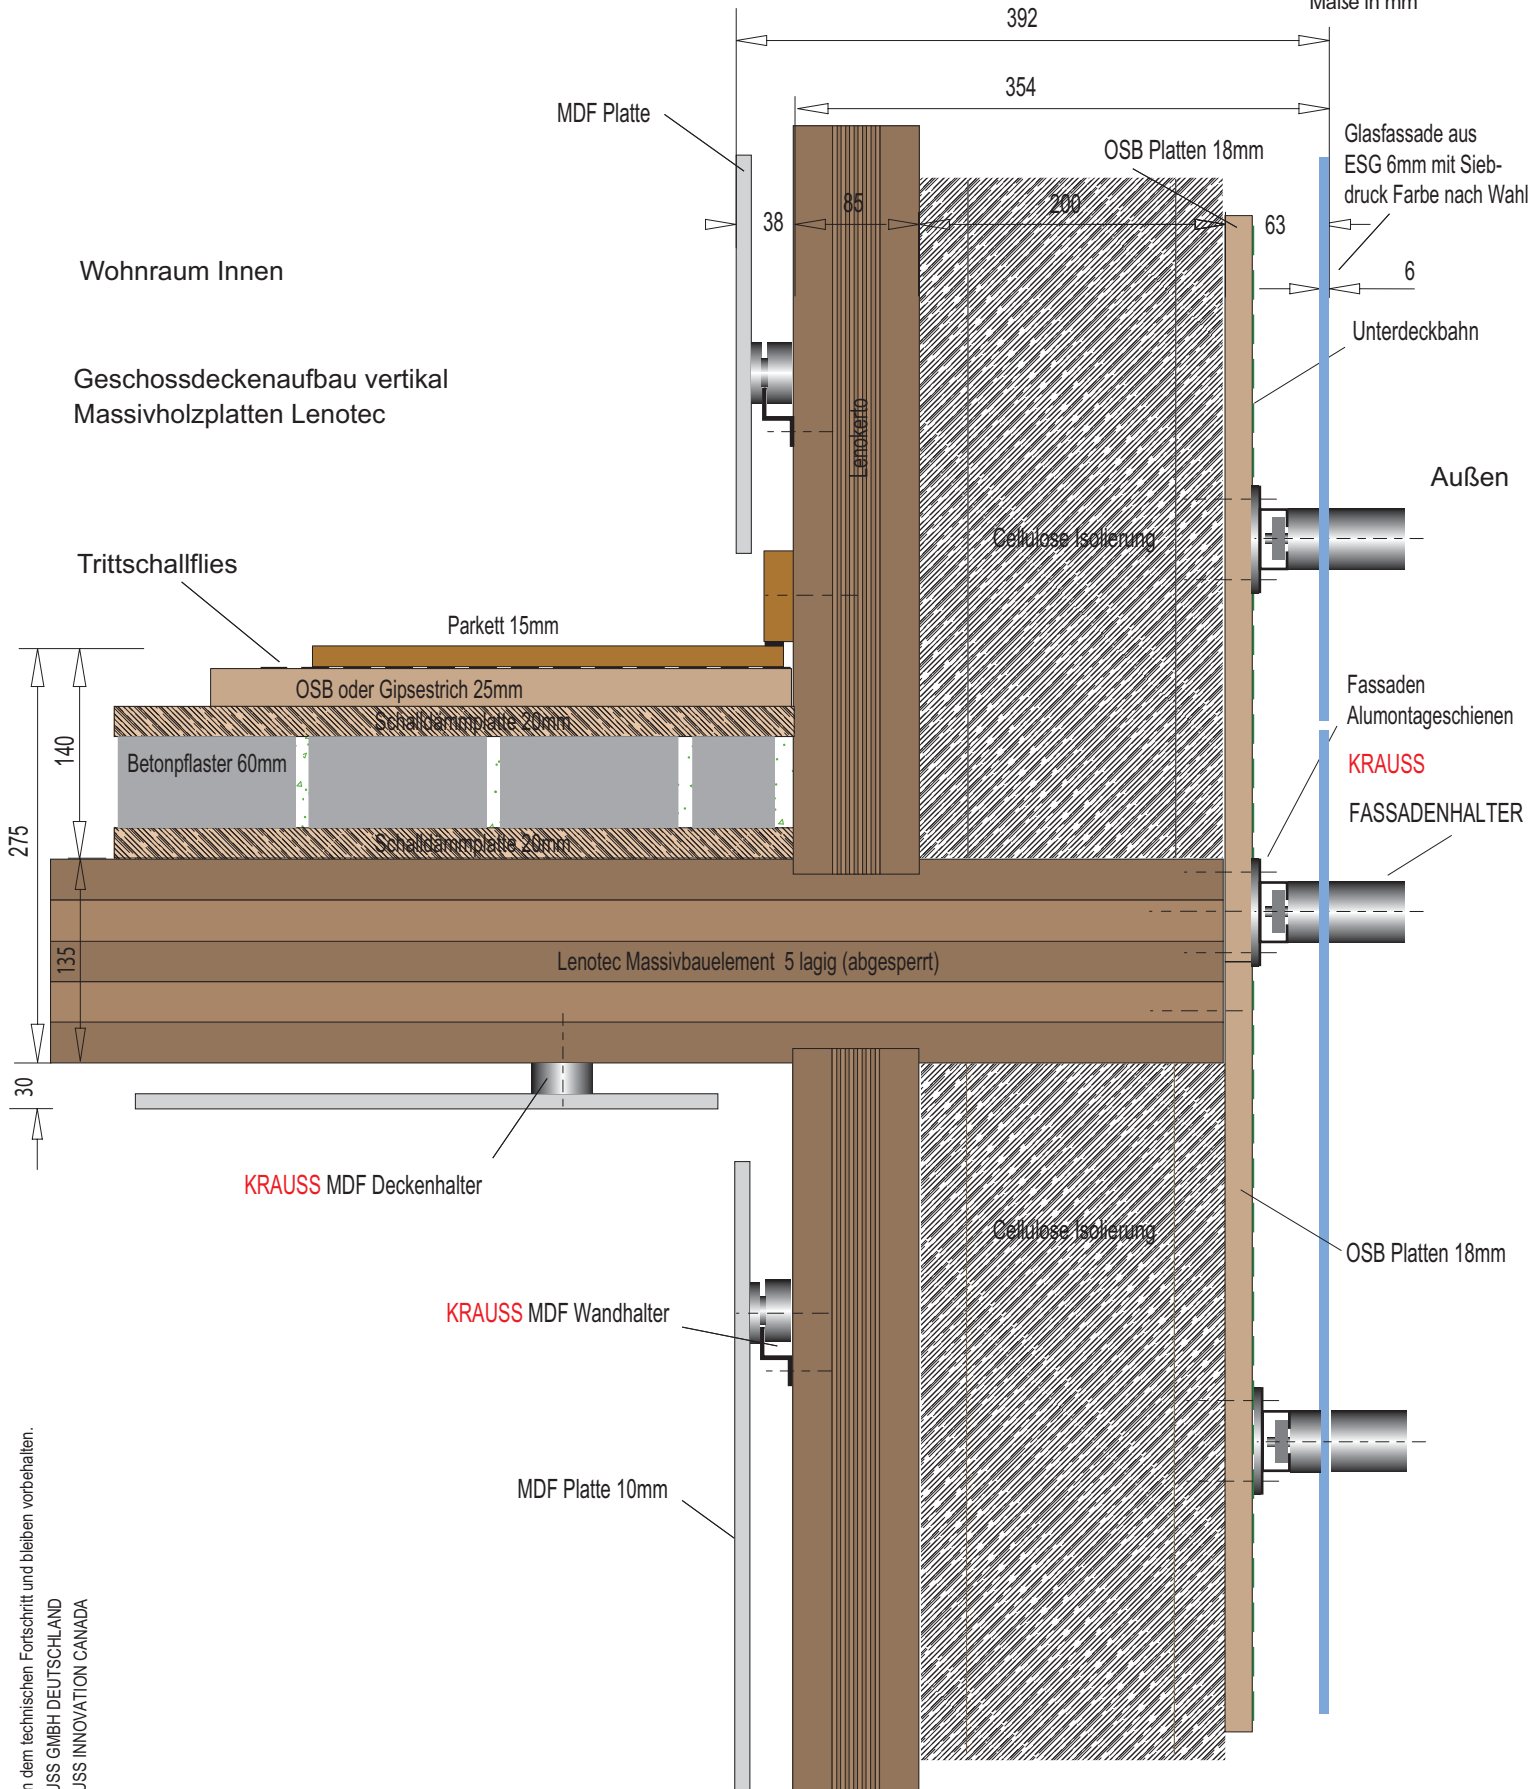 Maße in mm
392
354
MDF Platte
OSB Platten 18mm
Glasfassade aus
ESG 6mm mit Sieb-
druck Farbe nach Wahl
38
85
200
63
6
Wohnraum Innen
Unterdeckbahn
Geschossdeckenaufbau vertikal
Massivholzplatten Lenotec
Lenokerto
Außen
Cellulose Isolierung
Trittschallflies
Parkett 15mm
OSB oder Gipsestrich 25mm
Schalldämmplatte 20mm
Betonpflaster 60mm
Schalldämmplatte 20mm
140
275
135
30
Fassaden
Alumontageschienen
KRAUSS
FASSADENHALTER
Lenotec Massivbauelement 5 lagig (abgesperrt)
KRAUSS MDF Deckenhalter
Cellulose Isolierung
OSB Platten 18mm
KRAUSS MDF Wandhalter
MDF Platte 10mm
n dem technischen Fortschritt und bleiben vorbehalten.
USS GMBH DEUTSCHLAND
USS INNOVATION CANADA